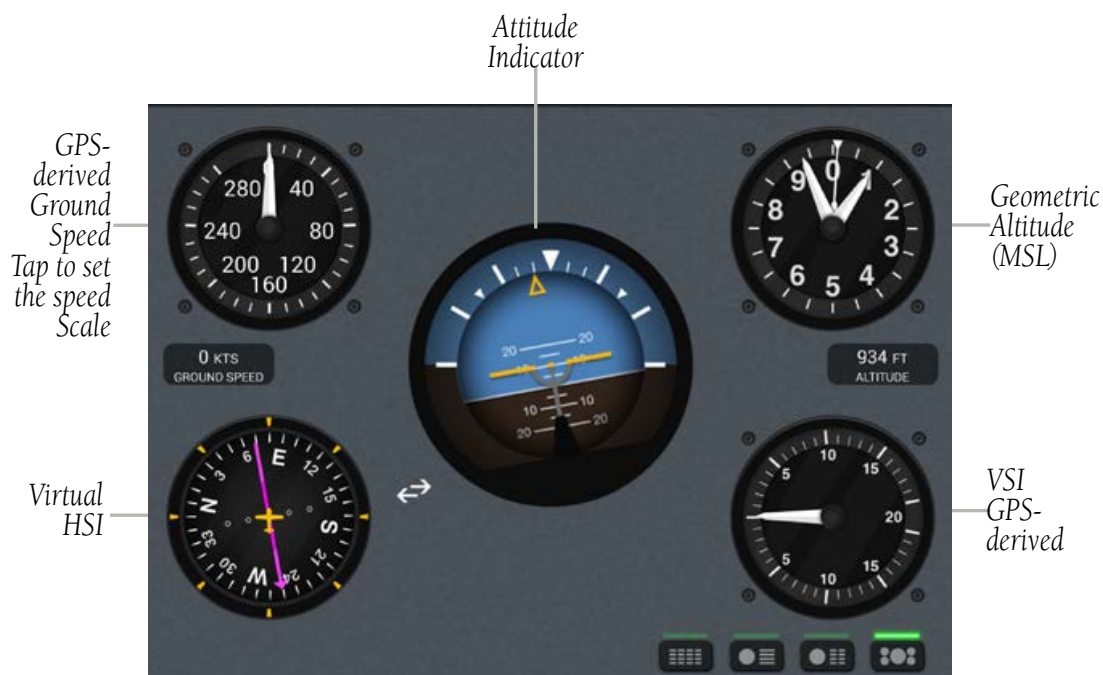 Attitude
Indicator
GPS-
derived
Ground
Speed
Tap to set
the speed
Scale
280 40
240 80
200 120
160
0 KTS
GROUND SPEED
20 20
10 10
10 10
20 20
0
9 1
8 2
7 3
6 4
5
934 FT
ALTITUDE
Geometric
Altitude
(MSL)
Virtual
HSI
6 E 12
3 15
N S
33 21
30 W 24
10
5 15
20
5 15
10
VSI
GPS-
derived